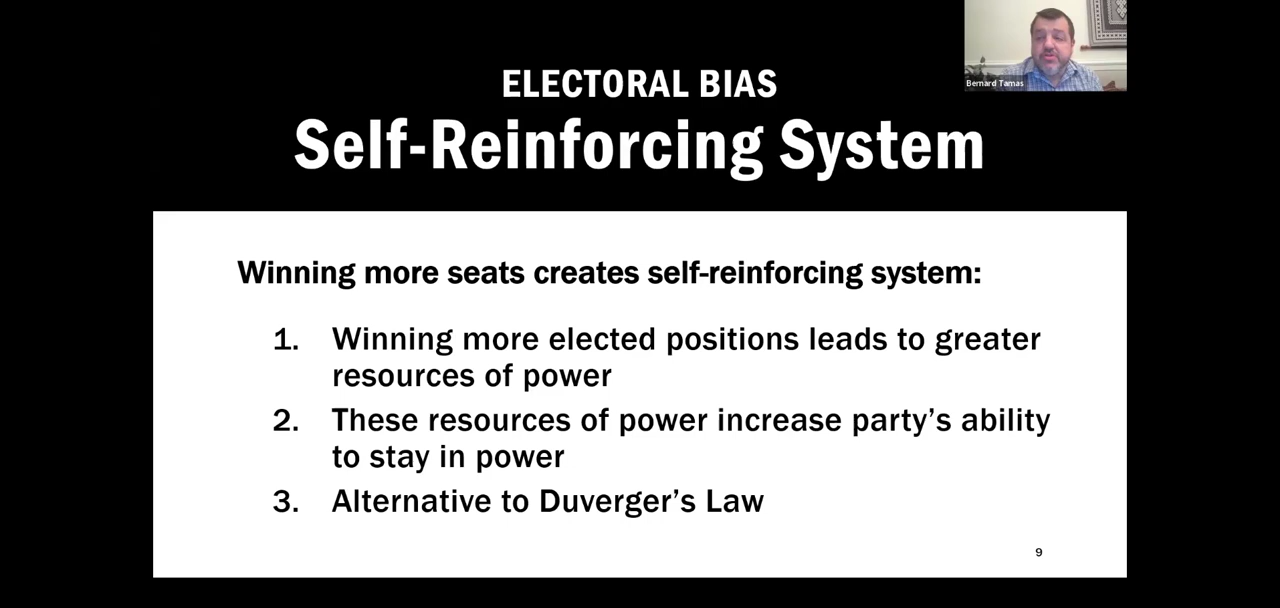 Bernard Tamas
ELECTORAL BIAS
Self-Reinforcing System
Winning more seats creates self-reinforcing system:
1. Winning more elected positions leads to greater
resources of power
2. These resources of power increase party’s ability
to stay in power
3. Alternative to Duverger’s Law
9